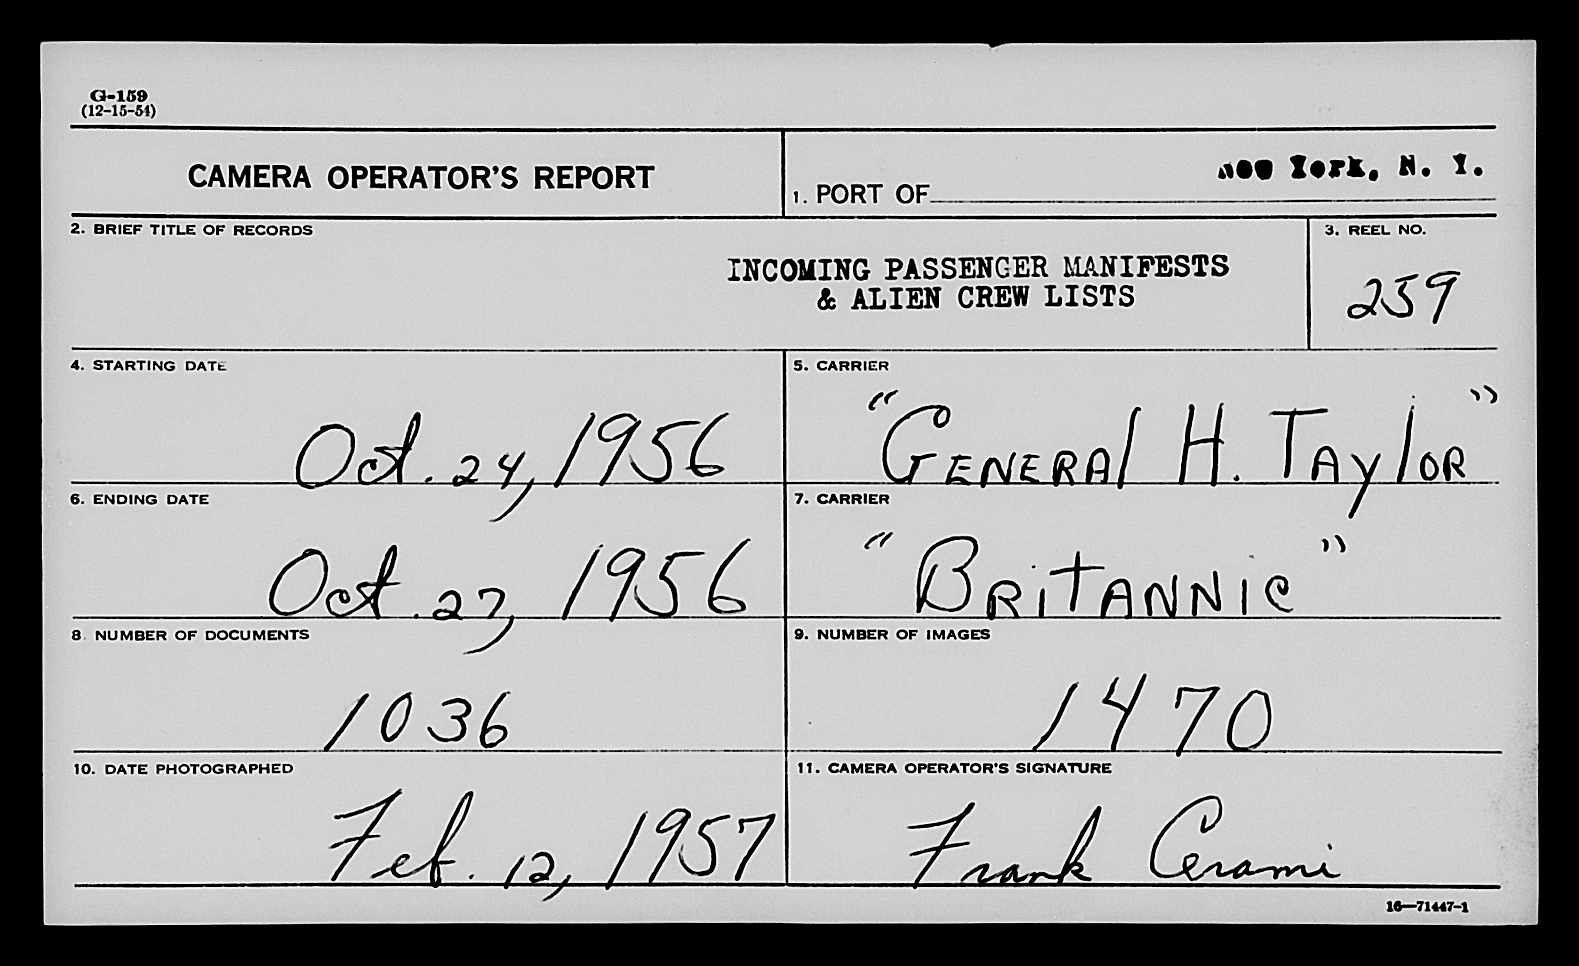 G-159
(12-15-54)
CAMERA OPERATOR'S REPORT
1. PORT OF New York, N. Y.
2. BRIEF TITLE OF RECORDS
INCOMING PASSENGER MANIFESTS
& ALIEN CREW LISTS
3. REEL NO.
259
4. STARTING DATE
Oct. 24, 1956
5. CARRIER
"GENERAl H. TAylOR"
6. ENDING DATE
Oct. 27, 1956
7. CARRIER
"BRiTANNIC"
8. NUMBER OF DOCUMENTS
1036
9. NUMBER OF IMAGES
1470
10. DATE PHOTOGRAPHED
Feb. 12, 1957
11. CAMERA OPERATOR'S SIGNATURE
Frank Cerami
16—71447-1